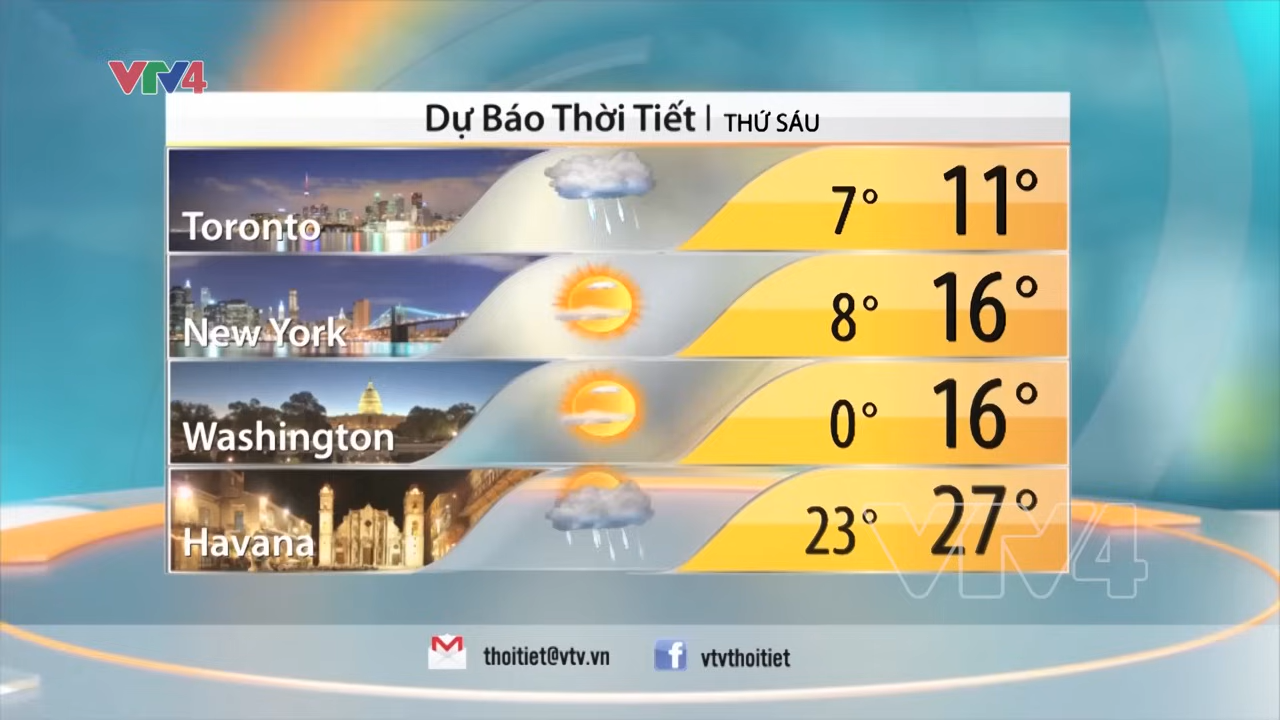 VTV4
Dự Báo Thời Tiết | THỨ SÁU
Toronto 7° 11°
New York 8° 16°
Washington 0° 16°
Havana 23° 27°
VTV4
thoitiet@vtv.vn vtvthoitiet